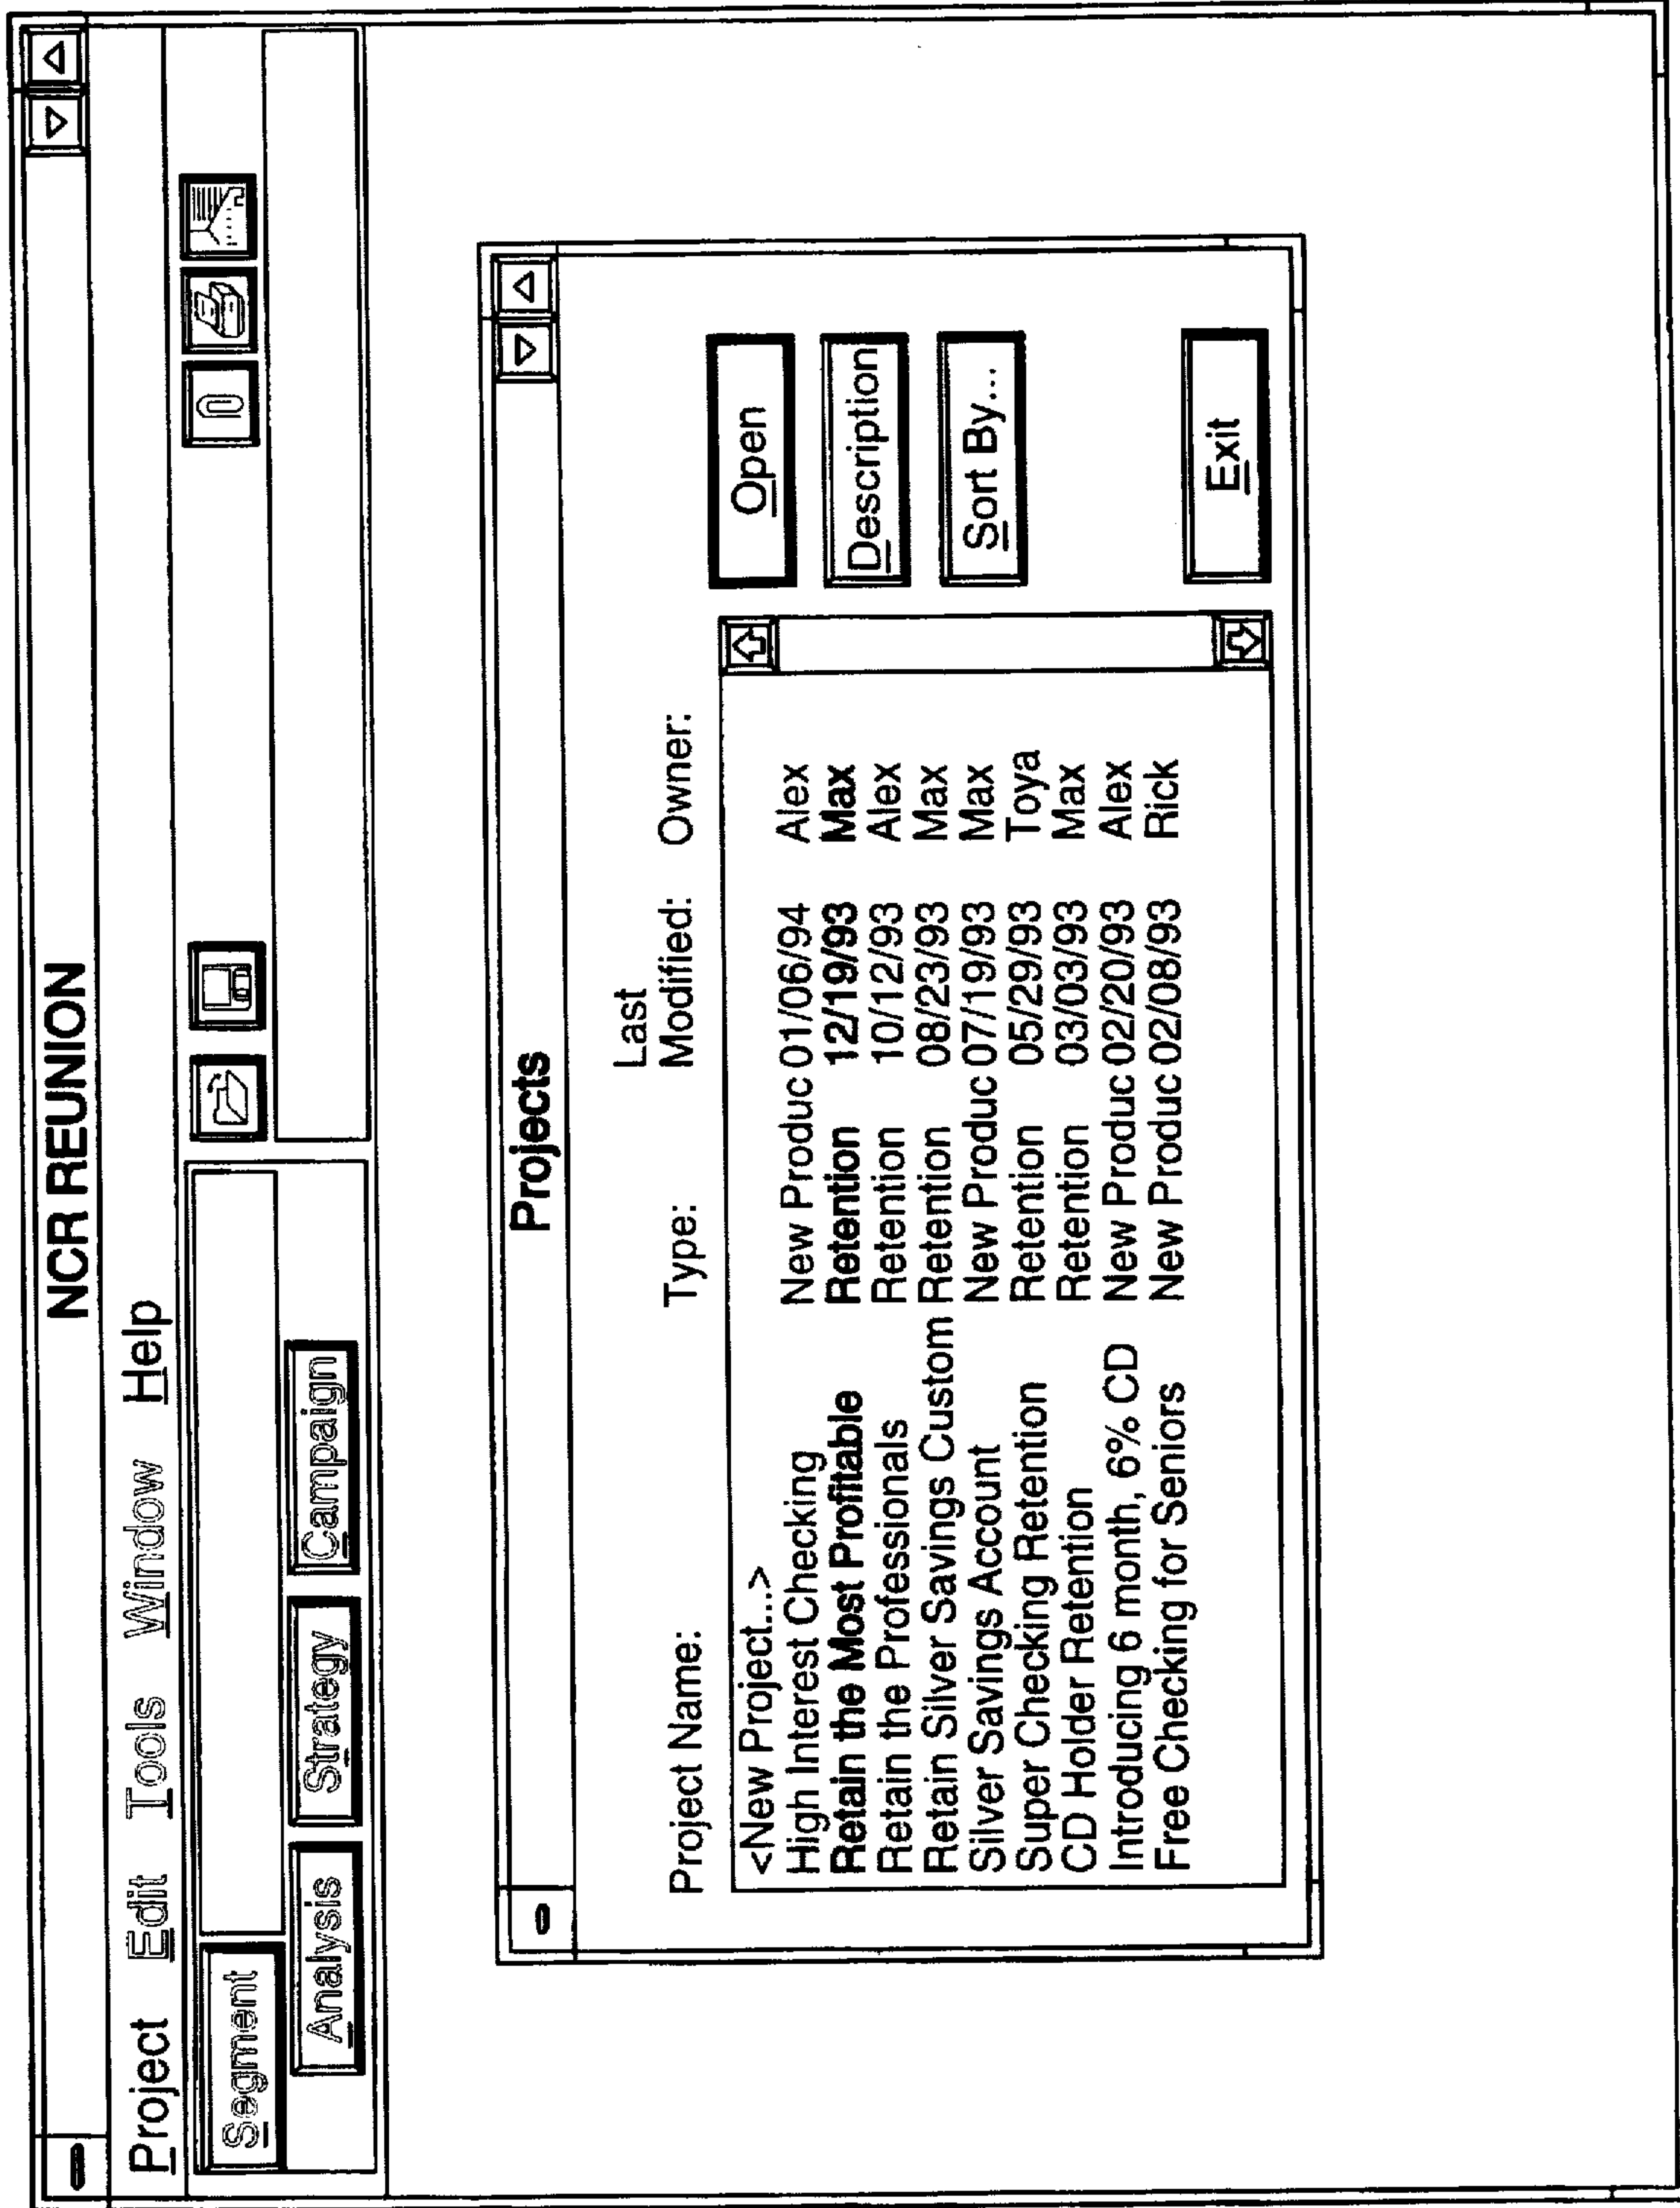 NCR REUNION
Project Edit Tools Window Help
Segment
Analysis Strategy Campaign
Projects
Last
Project Name: Type: Modified: Owner:
<New Project...>
High Interest Checking New Produc 01/06/94 Alex
Retain the Most Profitable Retention 12/19/93 Max
Retain the Professionals Retention 10/12/93 Alex
Retain Silver Savings Custom Retention 08/23/93 Max
Silver Savings Account New Produc 07/19/93 Max
Super Checking Retention Retention 05/29/93 Toya
CD Holder Retention Retention 03/03/93 Max
Introducing 6 month, 6% CD New Produc 02/20/93 Alex
Free Checking for Seniors New Produc 02/08/93 Rick
Open
Description
Sort By...
Exit